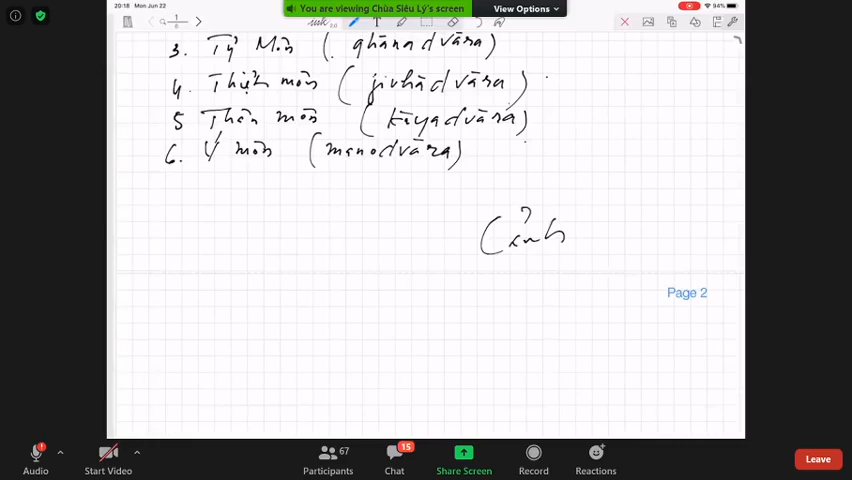 20:18 Mon Jun 22
You are viewing Chùa Siêu Lý's screen
View Options
94%
1
6
3. Tỷ Môn (ghānadvāra)
4. Thiệt môn (jivhādvāra)
5 Thân môn (kāyadvāra)
6. Ý môn (manodvāra)
Cảnh
Page 2
Audio
Start Video
67
Participants
15
Chat
Share Screen
Record
Reactions
Leave